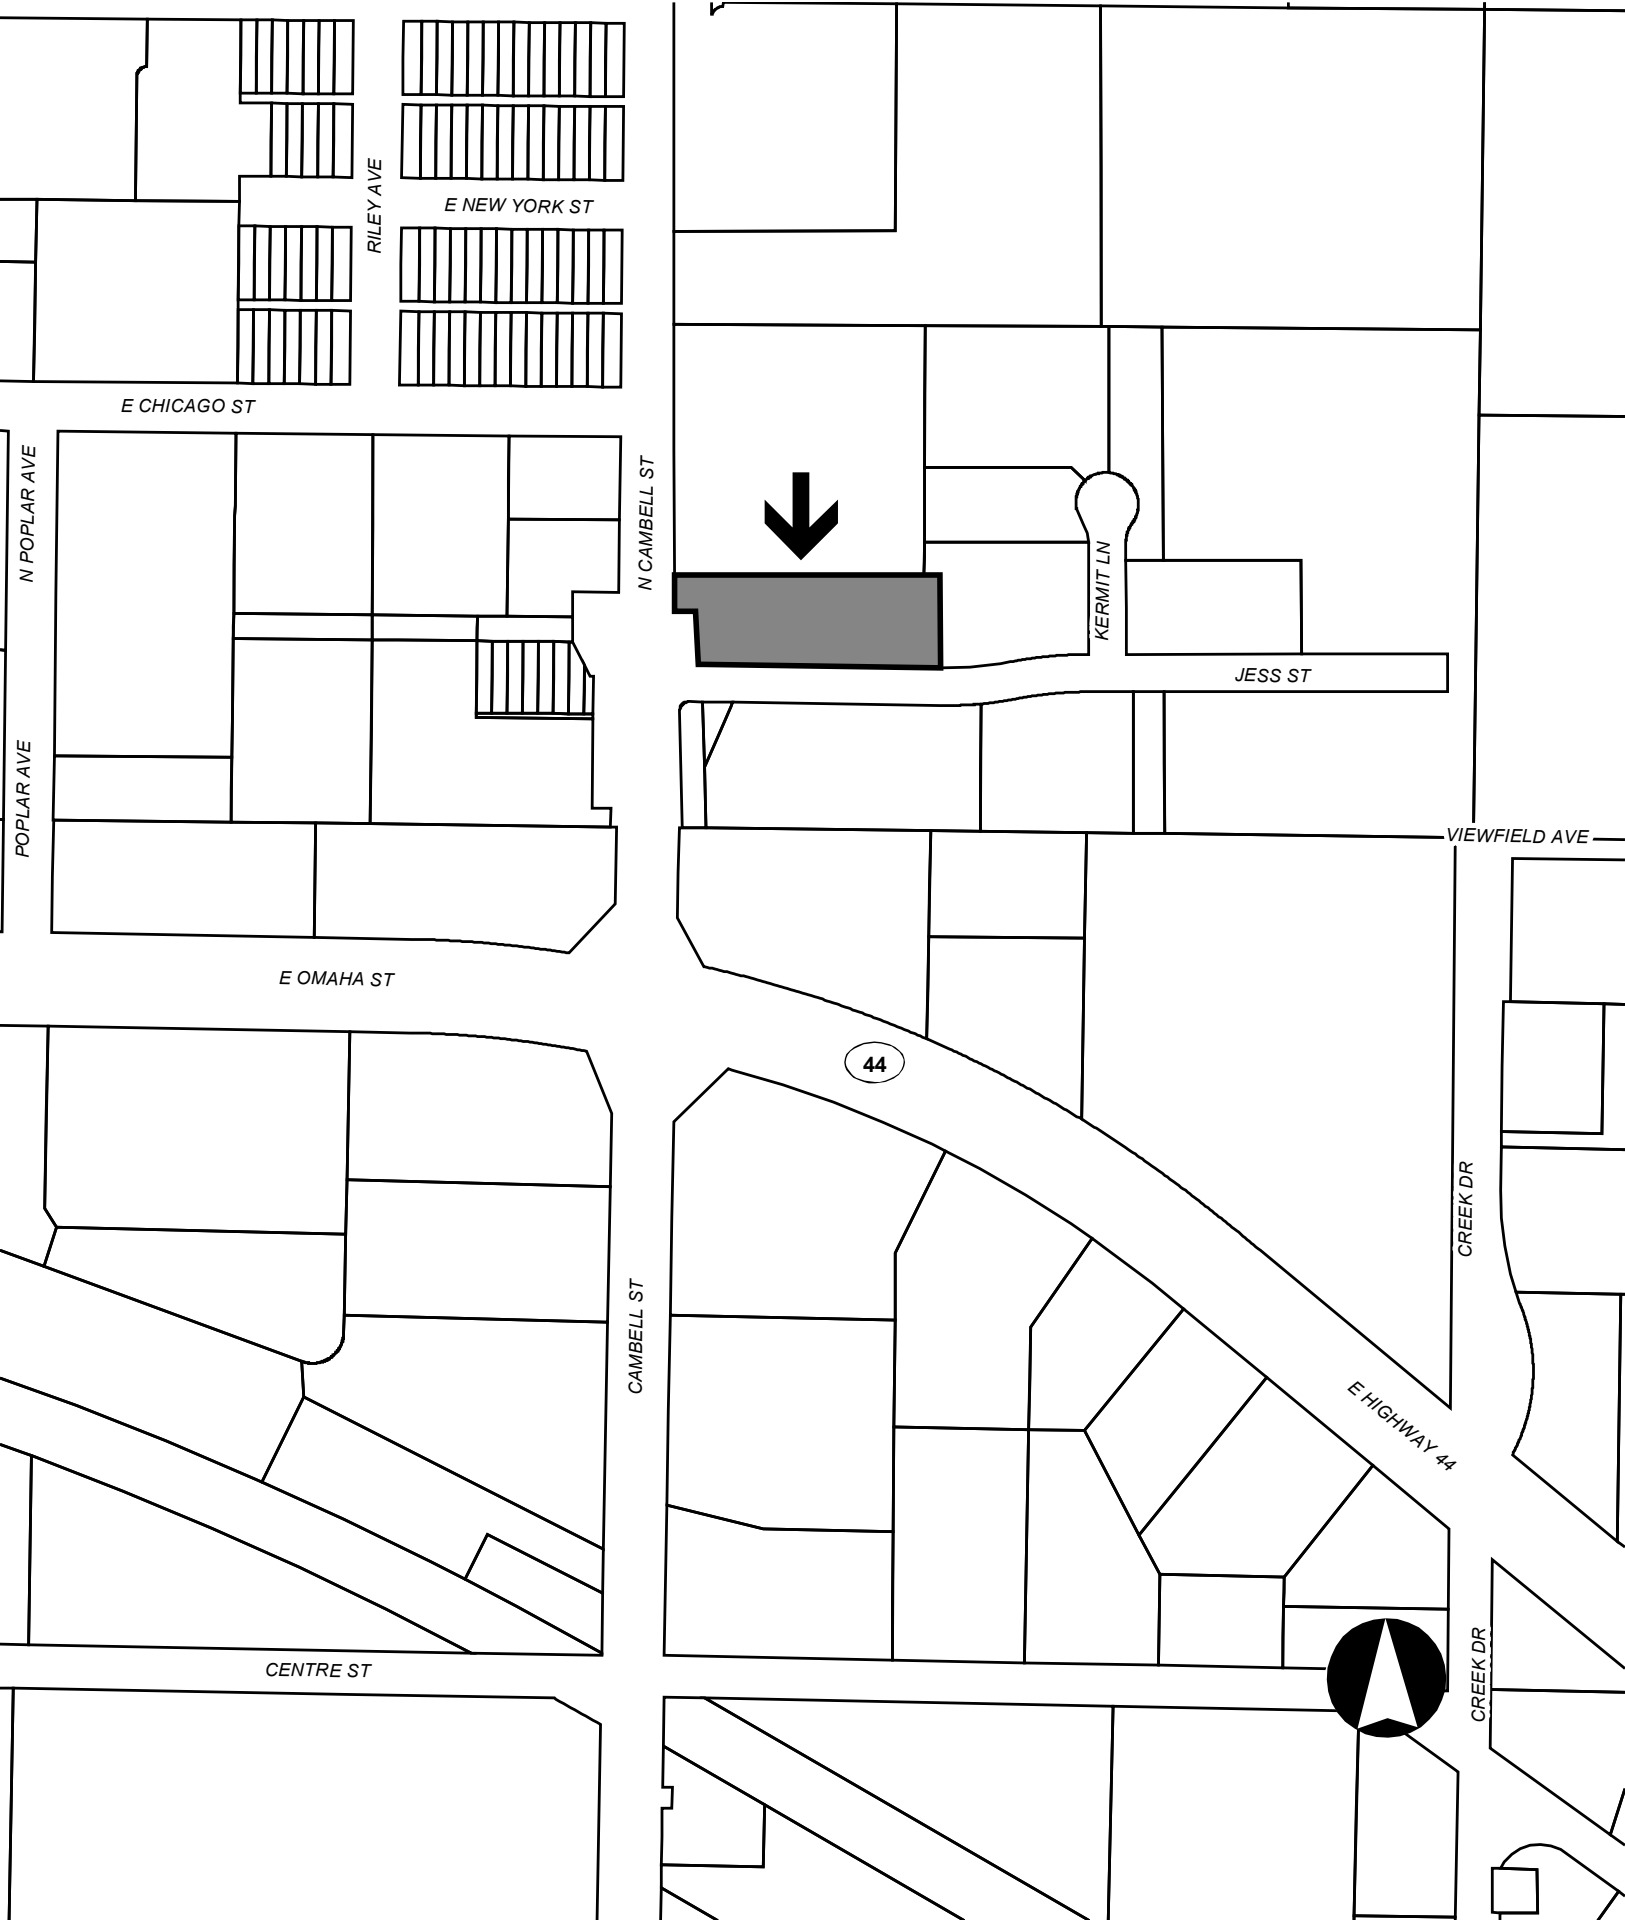 RILEY AVE
E NEW YORK ST
E CHICAGO ST
N POPLAR AVE
N CAMBELL ST
KERMIT LN
JESS ST
POPLAR AVE
VIEWFIELD AVE
E OMAHA ST
44
CREEK DR
CAMBELL ST
E HIGHWAY 44
CENTRE ST
CREEK DR